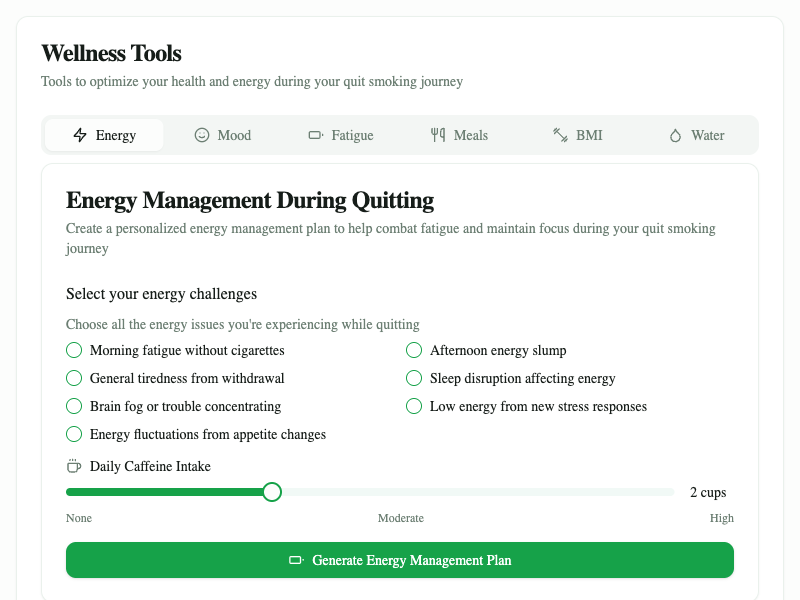 Wellness Tools
Tools to optimize your health and energy during your quit smoking journey
Energy
Mood
Fatigue
Meals
BMI
Water
Energy Management During Quitting
Create a personalized energy management plan to help combat fatigue and maintain focus during your quit smoking
journey
Select your energy challenges
Choose all the energy issues you're experiencing while quitting
Morning fatigue without cigarettes
Afternoon energy slump
General tiredness from withdrawal
Sleep disruption affecting energy
Brain fog or trouble concentrating
Low energy from new stress responses
Energy fluctuations from appetite changes
Daily Caffeine Intake
2 cups
None
Moderate
High
Generate Energy Management Plan